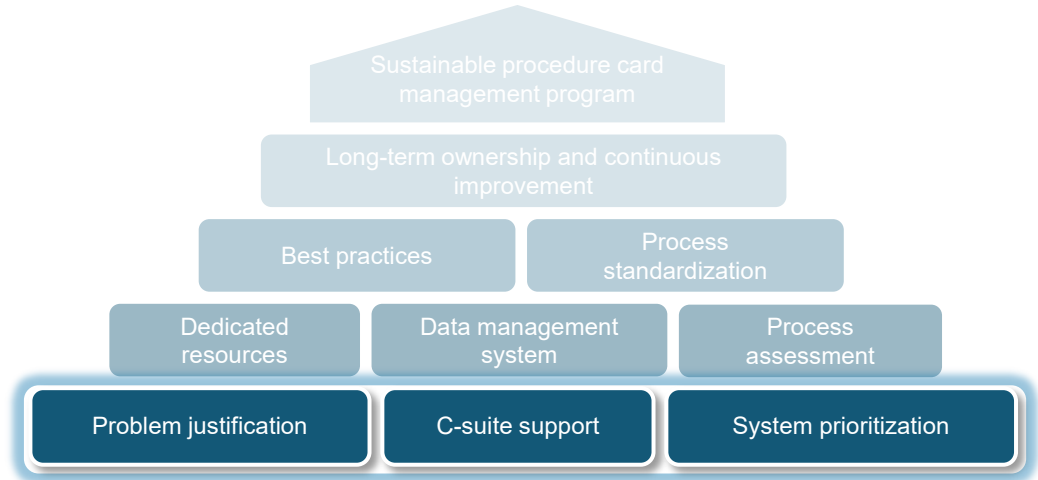 Sustainable procedure card
management program
Long-term ownership and continuous
improvement
Best practices
Process
standardization
Dedicated
resources
Data management
system
Process
assessment
Problem justification
C-suite support
System prioritization